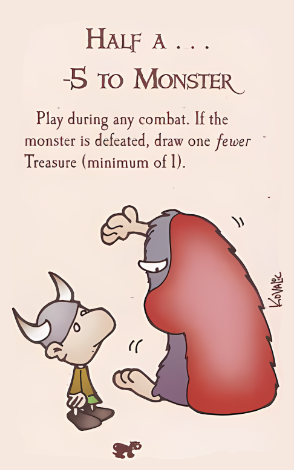 HALF A . . .
-5 TO MONSTER
Play during any combat. If the
monster is defeated, draw one fewer
Treasure (minimum of 1).
KOVALIC